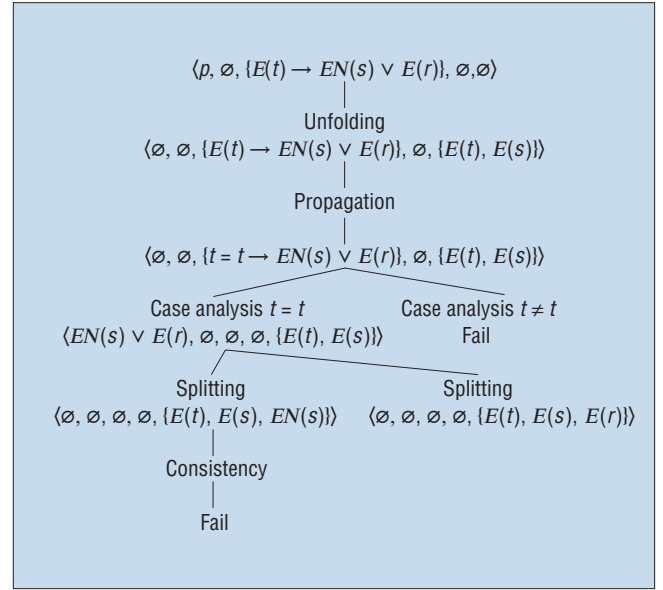 ⟨p, ∅, {E(t) → EN(s) ∨ E(r)}, ∅,∅⟩
Unfolding
⟨∅, ∅, {E(t) → EN(s) ∨ E(r)}, ∅, {E(t), E(s)}⟩
Propagation
⟨∅, ∅, {t = t → EN(s) ∨ E(r)}, ∅, {E(t), E(s)}⟩
Case analysis t = t Case analysis t ≠ t
⟨EN(s) ∨ E(r), ∅, ∅, ∅, {E(t), E(s)}⟩ Fail
Splitting Splitting
⟨∅, ∅, ∅, ∅, {E(t), E(s), EN(s)}⟩ ⟨∅, ∅, ∅, ∅, {E(t), E(s), E(r)}⟩
Consistency
Fail